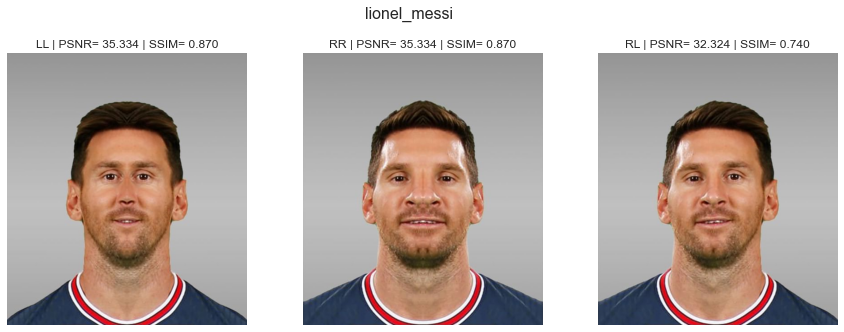 lionel_messi
LL | PSNR= 35.334 | SSIM= 0.870
RR | PSNR= 35.334 | SSIM= 0.870
RL | PSNR= 32.324 | SSIM= 0.740